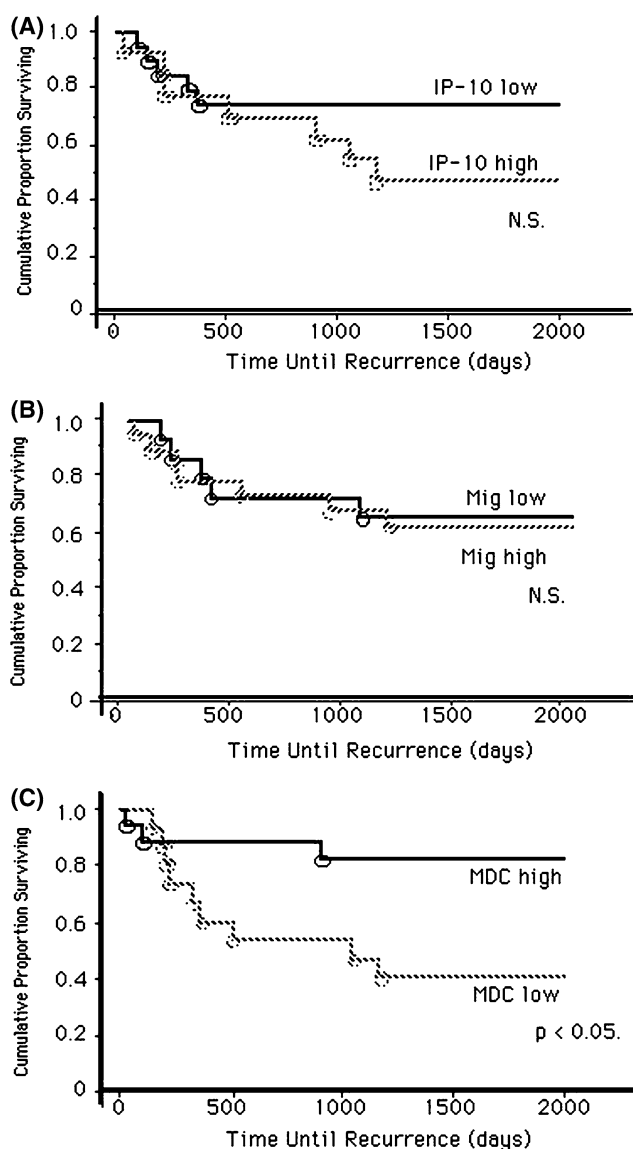 (A)
Cumulative Proportion Surviving
1.0
0.8
0.6
0.4
0.2
0
IP-10 low
IP-10 high
N.S.
0 500 1000 1500 2000
Time Until Recurrence (days)
(B)
Cumulative Proportion Surviving
1.0
0.8
0.6
0.4
0.2
0
Mig low
Mig high
N.S.
0 500 1000 1500 2000
Time Until Recurrence (days)
(C)
Cumulative Proportion Surviving
1.0
0.8
0.6
0.4
0.2
0
MDC high
MDC low
p < 0.05.
0 500 1000 1500 2000
Time Until Recurrence (days)